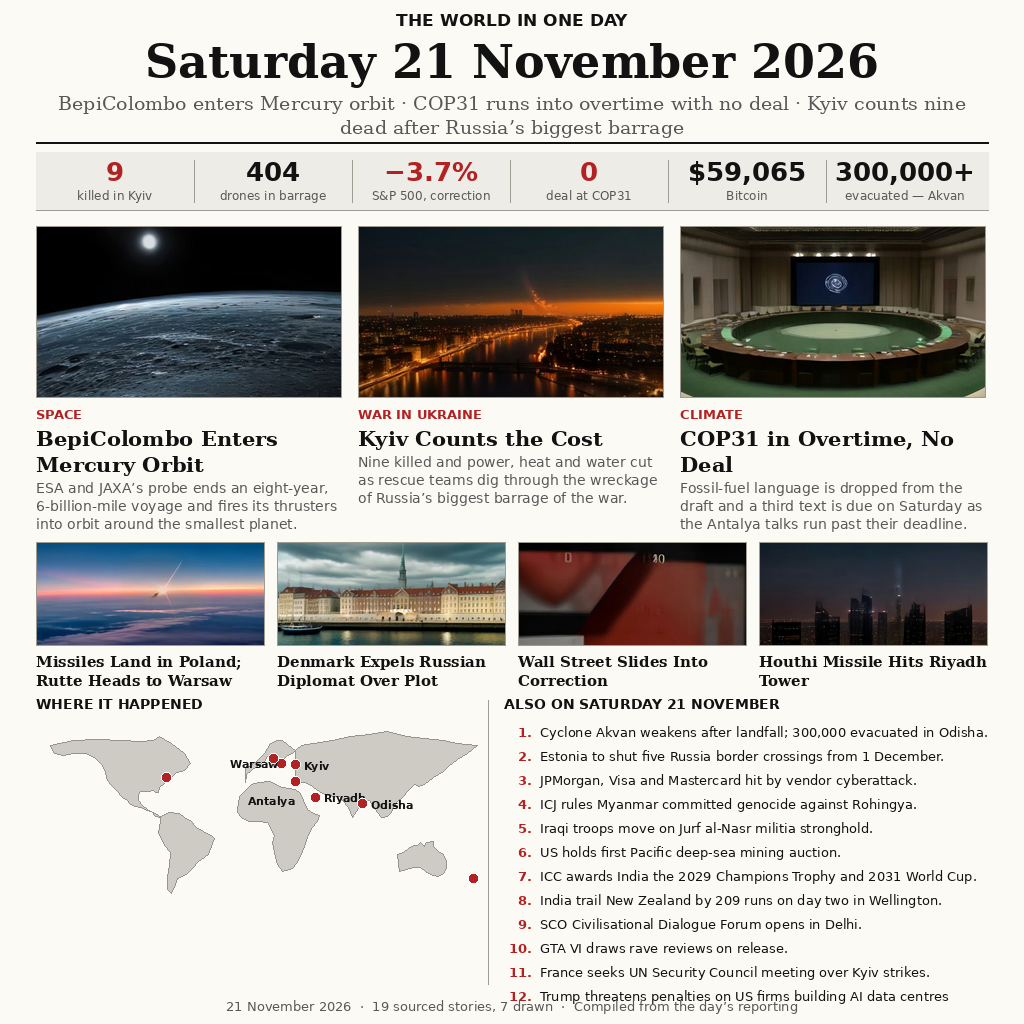 THE WORLD IN ONE DAY
Saturday 21 November 2026
BepiColombo enters Mercury orbit · COP31 runs into overtime with no deal · Kyiv counts nine
dead after Russia’s biggest barrage
9
killed in Kyiv
404
drones in barrage
−3.7%
S&P 500, correction
0
deal at COP31
$59,065
Bitcoin
300,000+
evacuated — Akvan
SPACE
BepiColombo Enters
Mercury Orbit
ESA and JAXA’s probe ends an eight-year,
6-billion-mile voyage and fires its thrusters
into orbit around the smallest planet.
WAR IN UKRAINE
Kyiv Counts the Cost
Nine killed and power, heat and water cut
as rescue teams dig through the wreckage
of Russia’s biggest barrage of the war.
CLIMATE
COP31 in Overtime, No
Deal
Fossil-fuel language is dropped from the
draft and a third text is due on Saturday as
the Antalya talks run past their deadline.
Missiles Land in Poland;
Rutte Heads to Warsaw
Denmark Expels Russian
Diplomat Over Plot
Wall Street Slides Into
Correction
Houthi Missile Hits Riyadh
Tower
WHERE IT HAPPENED
Warsaw
Kyiv
Antalya
Riyadh
Odisha
ALSO ON SATURDAY 21 NOVEMBER
1. Cyclone Akvan weakens after landfall; 300,000 evacuated in Odisha.
2. Estonia to shut five Russia border crossings from 1 December.
3. JPMorgan, Visa and Mastercard hit by vendor cyberattack.
4. ICJ rules Myanmar committed genocide against Rohingya.
5. Iraqi troops move on Jurf al-Nasr militia stronghold.
6. US holds first Pacific deep-sea mining auction.
7. ICC awards India the 2029 Champions Trophy and 2031 World Cup.
8. India trail New Zealand by 209 runs on day two in Wellington.
9. SCO Civilisational Dialogue Forum opens in Delhi.
10. GTA VI draws rave reviews on release.
11. France seeks UN Security Council meeting over Kyiv strikes.
12. Trump threatens penalties on US firms building AI data centres
21 November 2026 · 19 sourced stories, 7 drawn · Compiled from the day’s reporting